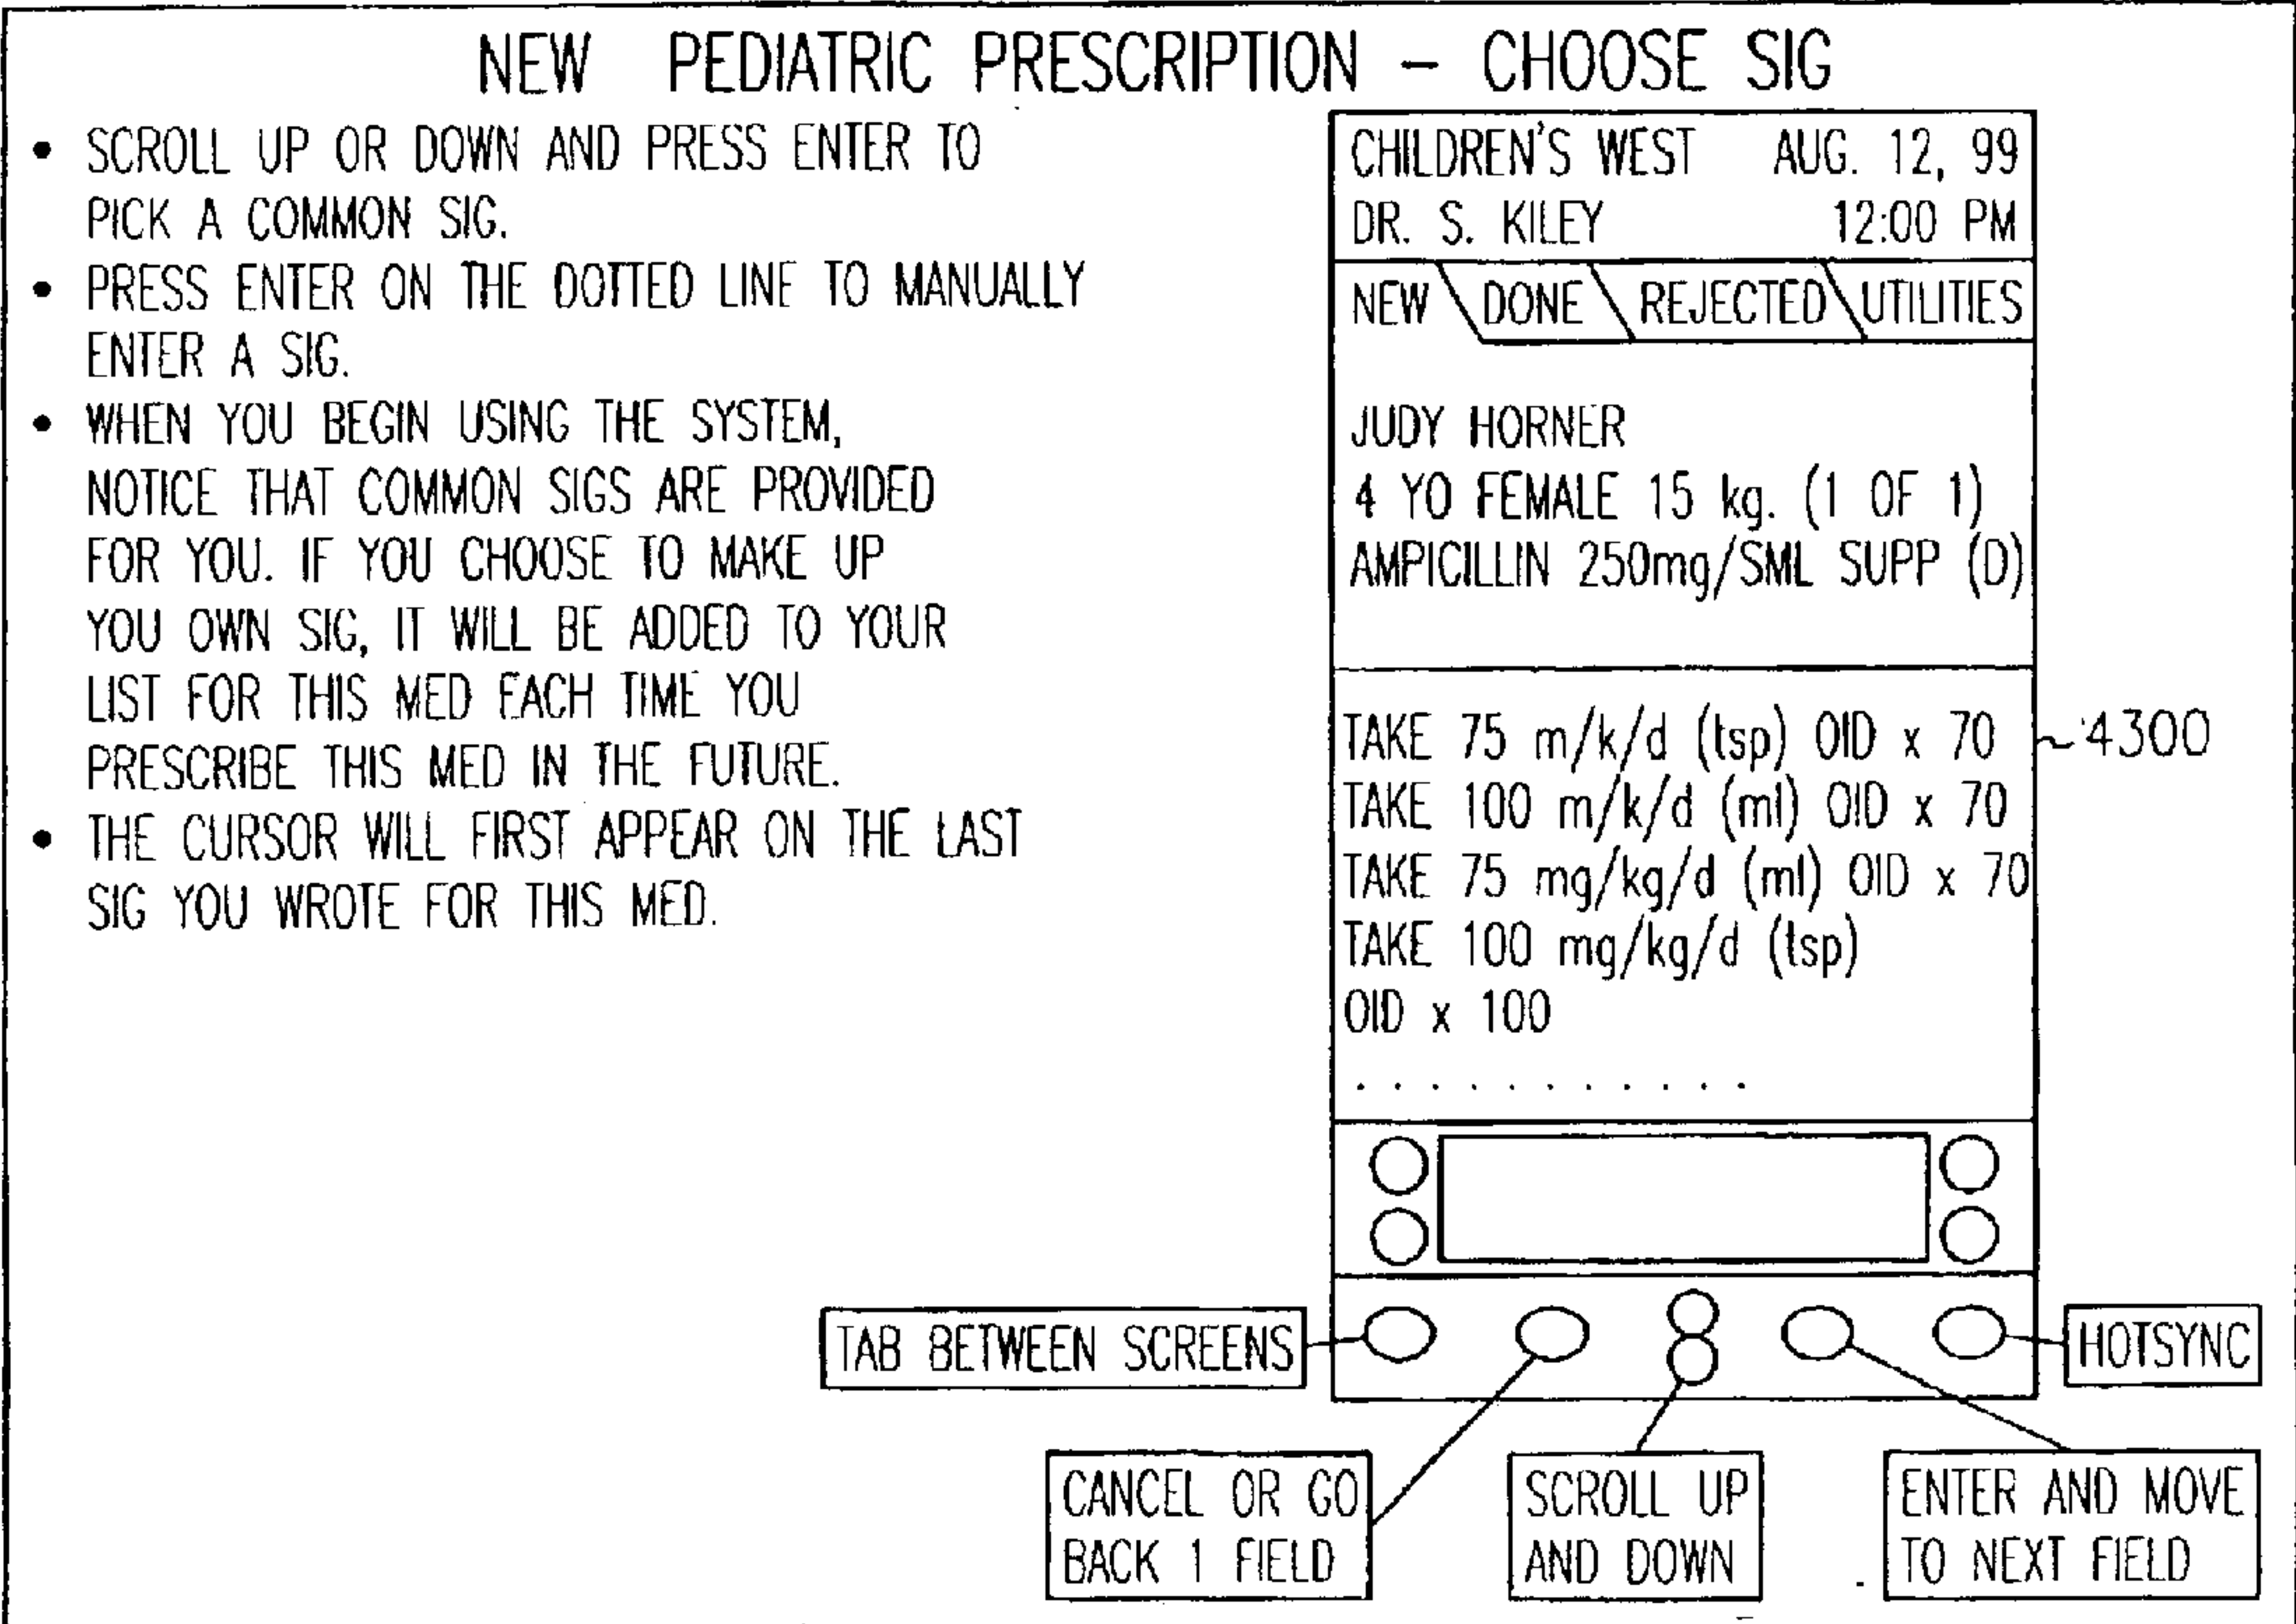 NEW PEDIATRIC PRESCRIPTION – CHOOSE SIG
• SCROLL UP OR DOWN AND PRESS ENTER TO
PICK A COMMON SIG.
• PRESS ENTER ON THE DOTTED LINE TO MANUALLY
ENTER A SIG.
• WHEN YOU BEGIN USING THE SYSTEM,
NOTICE THAT COMMON SIGS ARE PROVIDED
FOR YOU. IF YOU CHOOSE TO MAKE UP
YOU OWN SIG, IT WILL BE ADDED TO YOUR
LIST FOR THIS MED EACH TIME YOU
PRESCRIBE THIS MED IN THE FUTURE.
• THE CURSOR WILL FIRST APPEAR ON THE LAST
SIG YOU WROTE FOR THIS MED.
CHILDREN'S WEST AUG. 12, 99
DR. S. KILEY 12:00 PM
NEW DONE REJECTED UTILITIES
JUDY HORNER
4 YO FEMALE 15 kg. (1 OF 1)
AMPICILLIN 250mg/SML SUPP (D)
TAKE 75 m/k/d (tsp) OID x 70
4300
TAKE 100 m/k/d (ml) OID x 70
TAKE 75 mg/kg/d (ml) OID x 70
TAKE 100 mg/kg/d (tsp)
OID x 100
. . . . . . . . . . .
TAB BETWEEN SCREENS
HOTSYNC
CANCEL OR GO
BACK 1 FIELD
SCROLL UP
AND DOWN
ENTER AND MOVE
TO NEXT FIELD